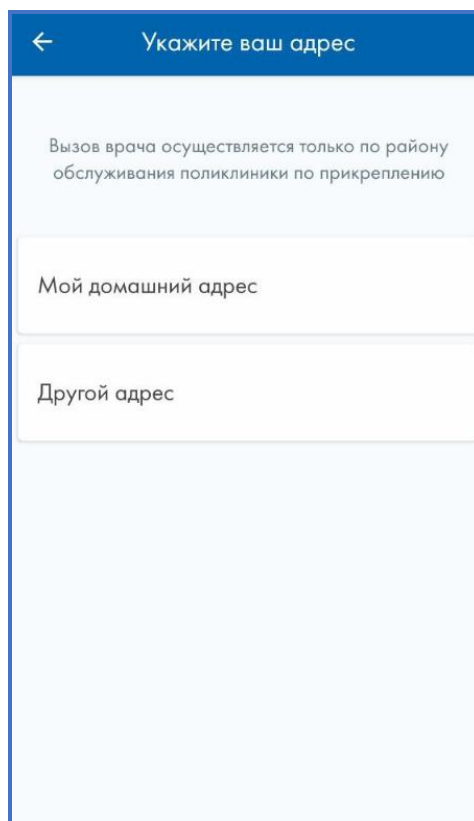 Укажите ваш адрес
Вызов врача осуществляется только по району
обслуживания поликлиники по прикреплению
Мой домашний адрес
Другой адрес